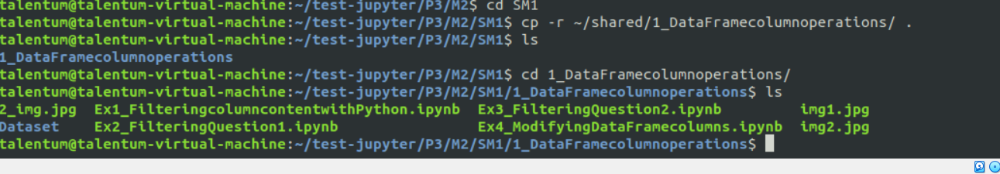 talentum@talentum-virtual-machine:~/test-jupyter/P3/M2$ cd SM1
talentum@talentum-virtual-machine:~/test-jupyter/P3/M2/SM1$ cp -r ~/shared/1_DataFramecolumnoperations/ .
talentum@talentum-virtual-machine:~/test-jupyter/P3/M2/SM1$ ls
1_DataFramecolumnoperations
talentum@talentum-virtual-machine:~/test-jupyter/P3/M2/SM1$ cd 1_DataFramecolumnoperations/
talentum@talentum-virtual-machine:~/test-jupyter/P3/M2/SM1/1_DataFramecolumnoperations$ ls
2_img.jpg  Ex1_FilteringcolumncontentwithPython.ipynb  Ex3_FilteringQuestion2.ipynb  img1.jpg
Dataset  Ex2_FilteringQuestion1.ipynb  Ex4_ModifyingDataFramecolumns.ipynb  img2.jpg
talentum@talentum-virtual-machine:~/test-jupyter/P3/M2/SM1/1_DataFramecolumnoperations$